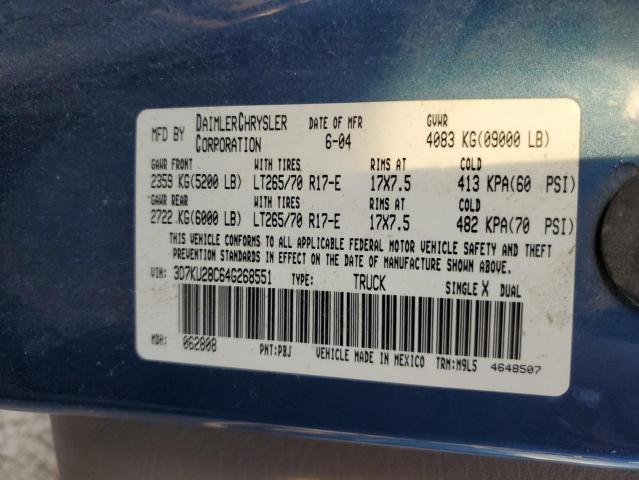 MFD BY DAIMLERCHRYSLER CORPORATION DATE OF MFR 6-04 GVWR 4083 KG(09000 LB)
GAWR FRONT WITH TIRES RIMS AT COLD
2359 KG(5200 LB) LT265/70 R17-E 17X7.5 413 KPA(60 PSI)
GAWR REAR WITH TIRES RIMS AT COLD
2722 KG(6000 LB) LT265/70 R17-E 17X7.5 482 KPA(70 PSI)
THIS VEHICLE CONFORMS TO ALL APPLICABLE FEDERAL MOTOR VEHICLE SAFETY AND THEFT
PREVENTION STANDARDS IN EFFECT ON THE DATE OF MANUFACTURE SHOWN ABOVE.
VIN: 3D7KU28C64G268551 TYPE: TRUCK SINGLE X DUAL
MDH: 062808 PNT:PBJ VEHICLE MADE IN MEXICO TRM:M9L5 4648507